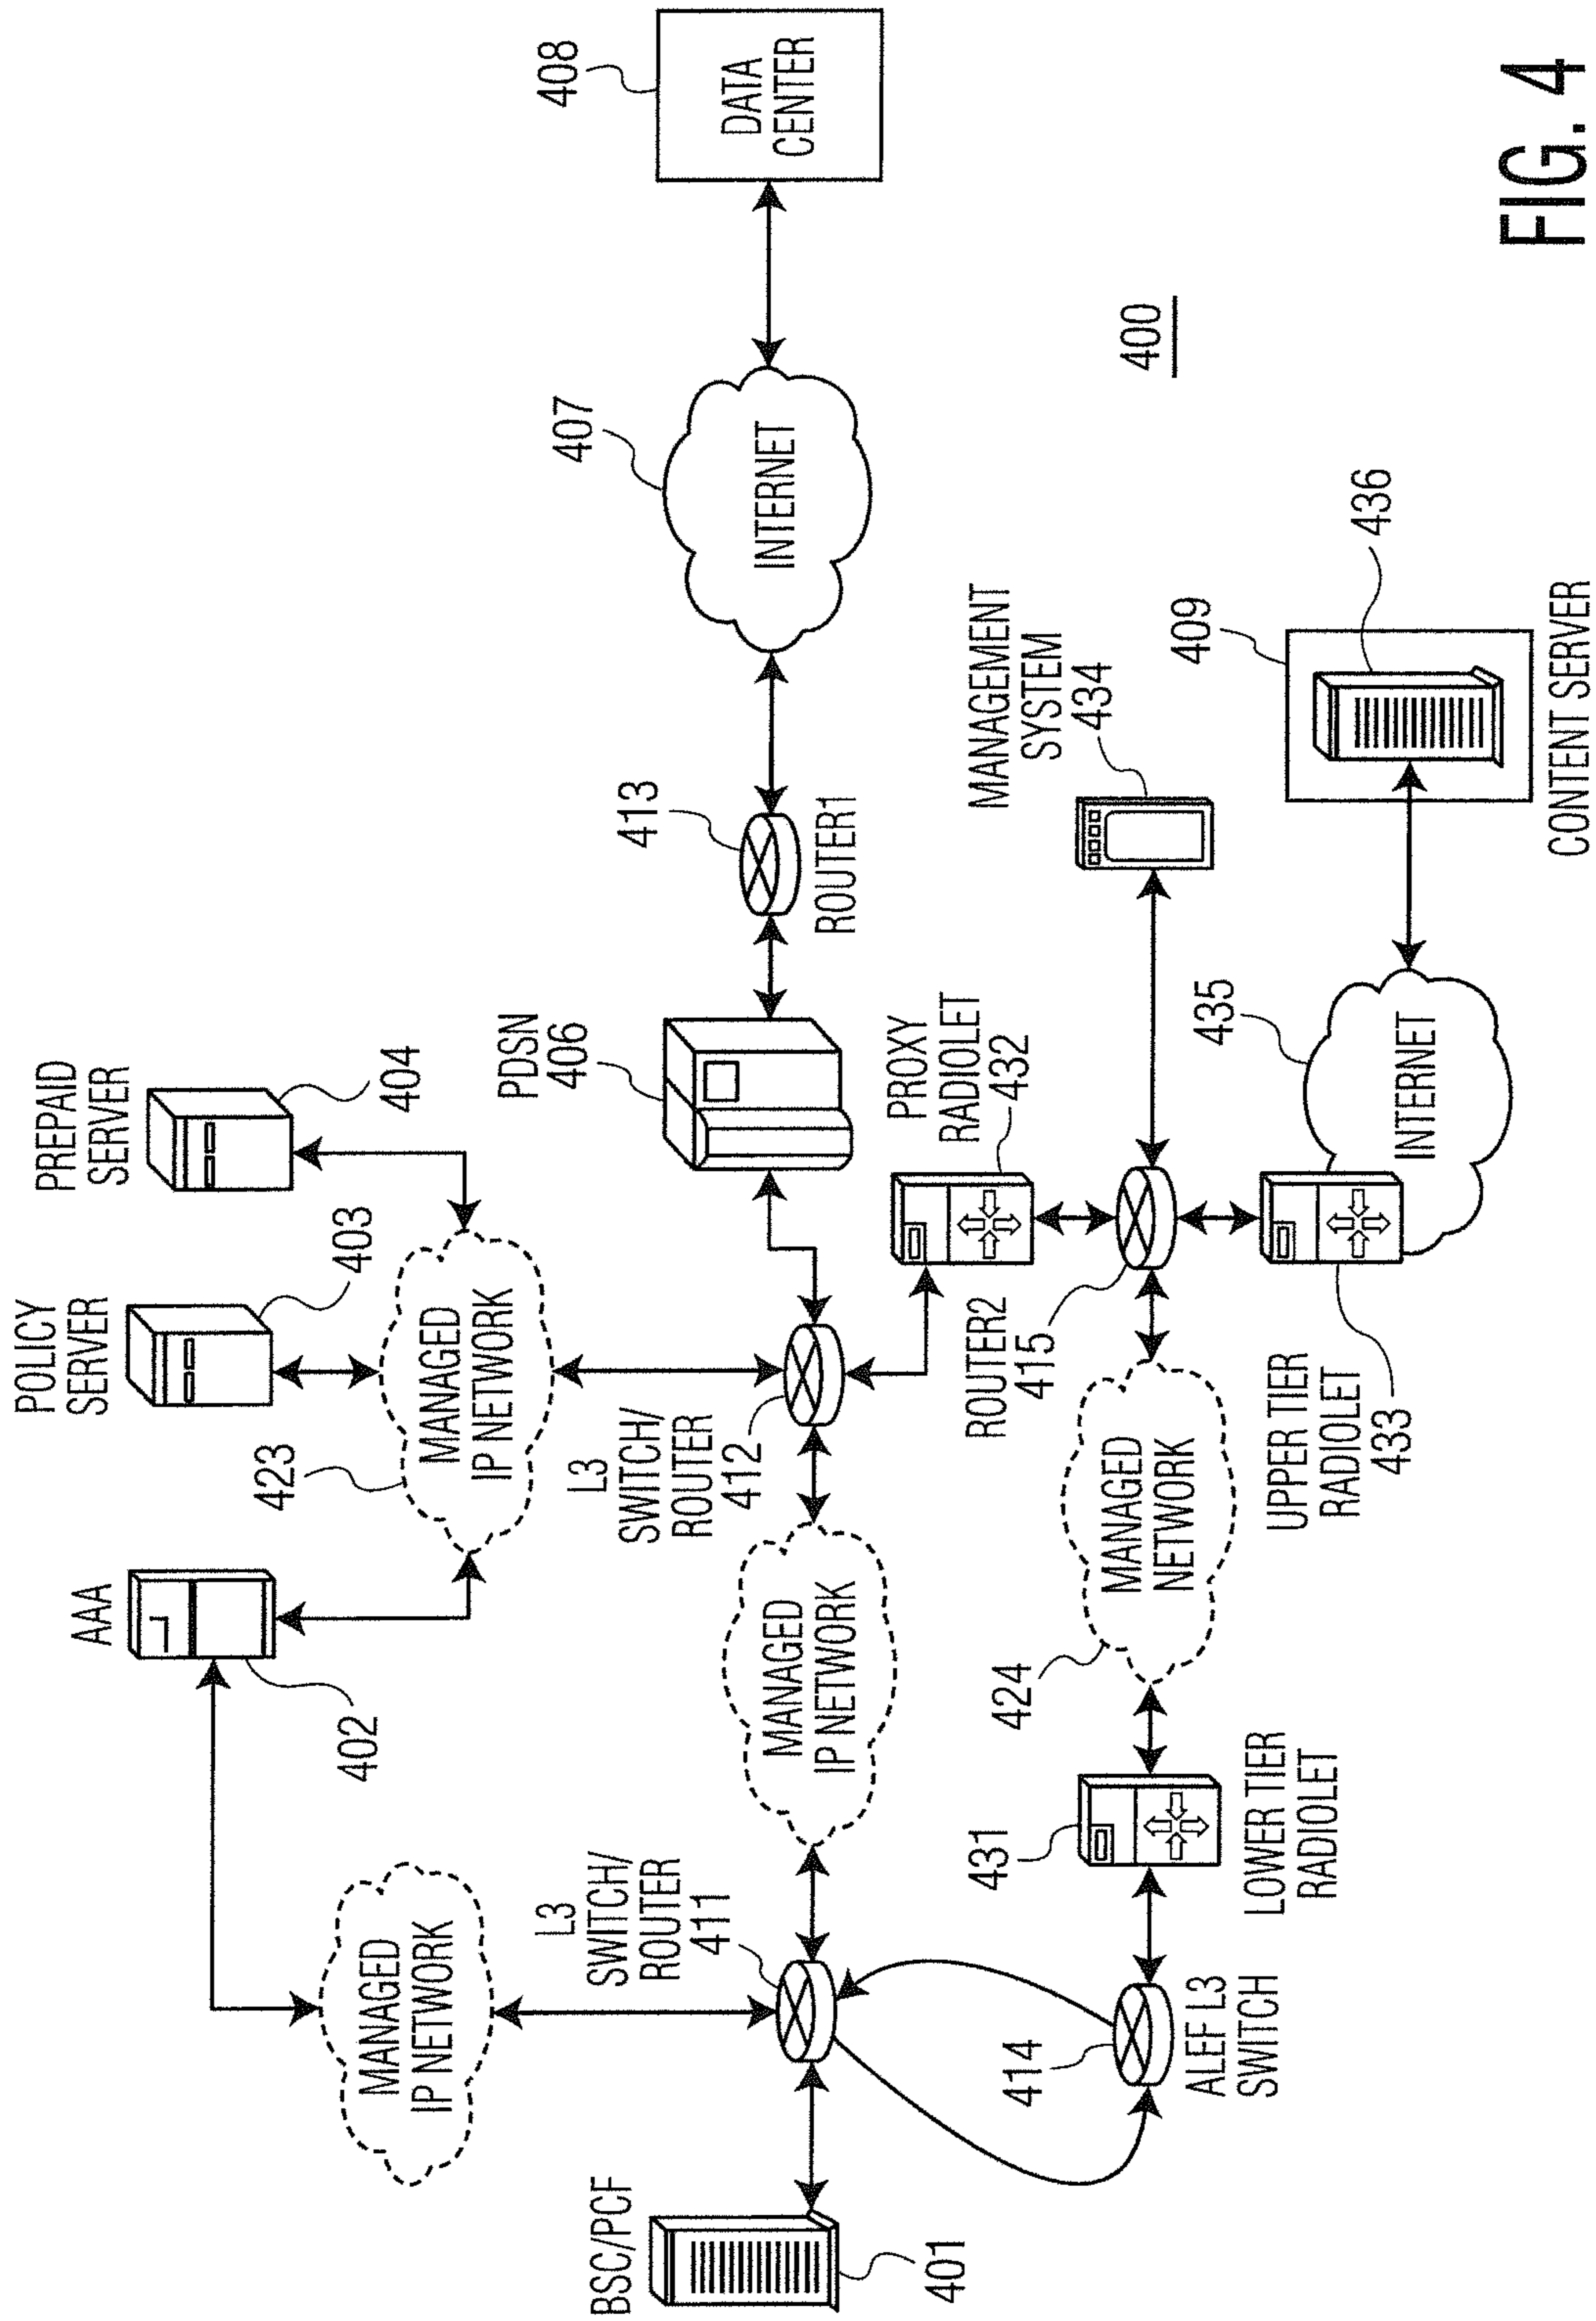 POLICY
SERVER
403
PREPAID
SERVER
404
AAA
402
423
MANAGED
IP NETWORK
MANAGED
IP NETWORK
L3
SWITCH/
ROUTER
411
L3
SWITCH/
ROUTER
412
PDSN
406
413
ROUTER1
407
INTERNET
408
DATA
CENTER
BSC/PCF
401
MANAGED
IP NETWORK
PROXY
RADIOLET
432
MANAGEMENT
SYSTEM
434
400
414
ALEF L3
SWITCH
431
LOWER TIER
RADIOLET
424
MANAGED
NETWORK
ROUTER2
415
UPPER TIER
RADIOLET
433
435
INTERNET
409
436
CONTENT SERVER
FIG. 4